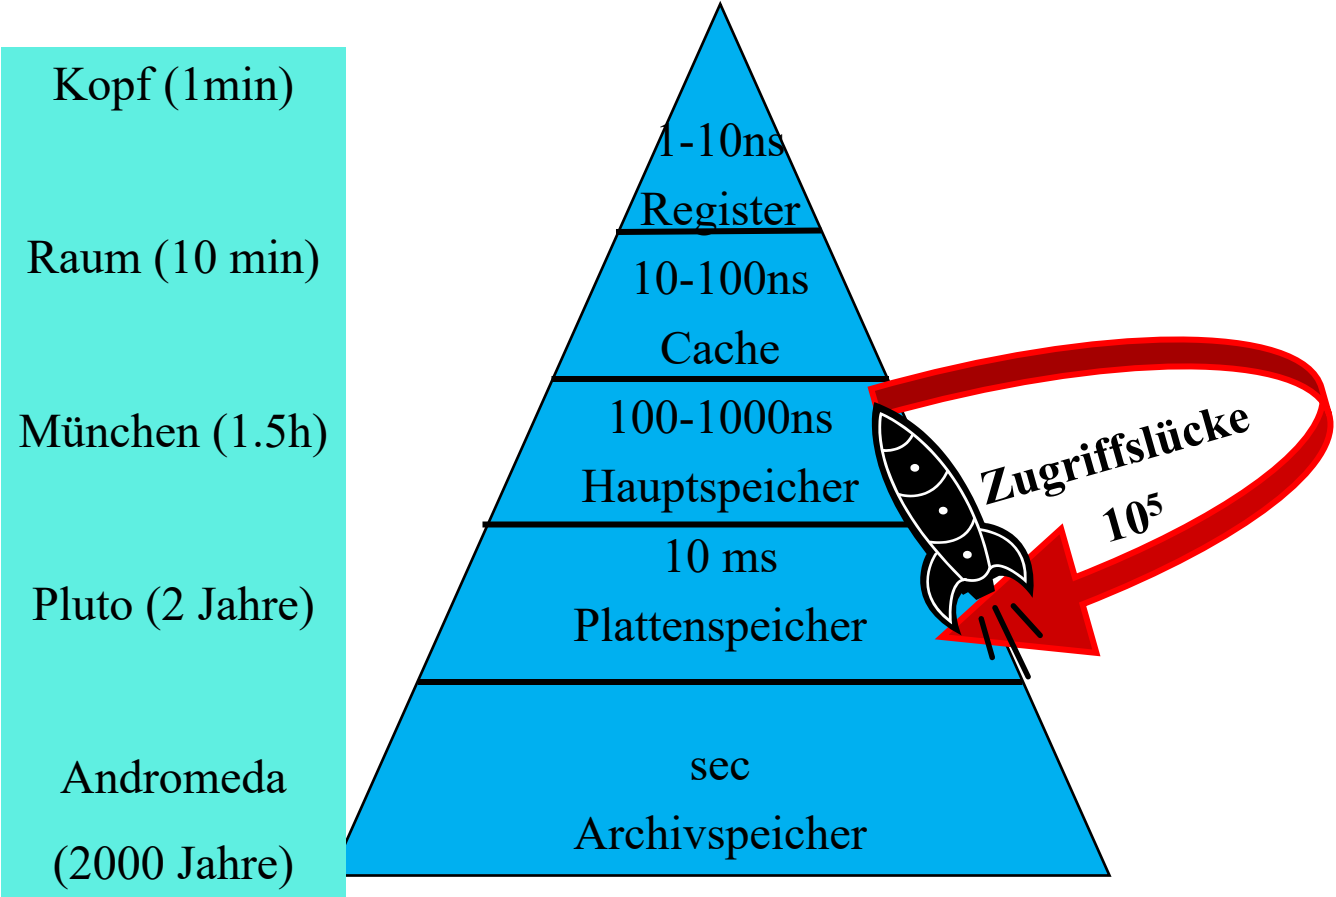 Kopf (1min)
Raum (10 min)
München (1.5h)
Pluto (2 Jahre)
Andromeda
(2000 Jahre)
1-10ns
Register
10-100ns
Cache
100-1000ns
Hauptspeicher
10 ms
Plattenspeicher
sec
Archivspeicher
Zugriffslücke
10⁵